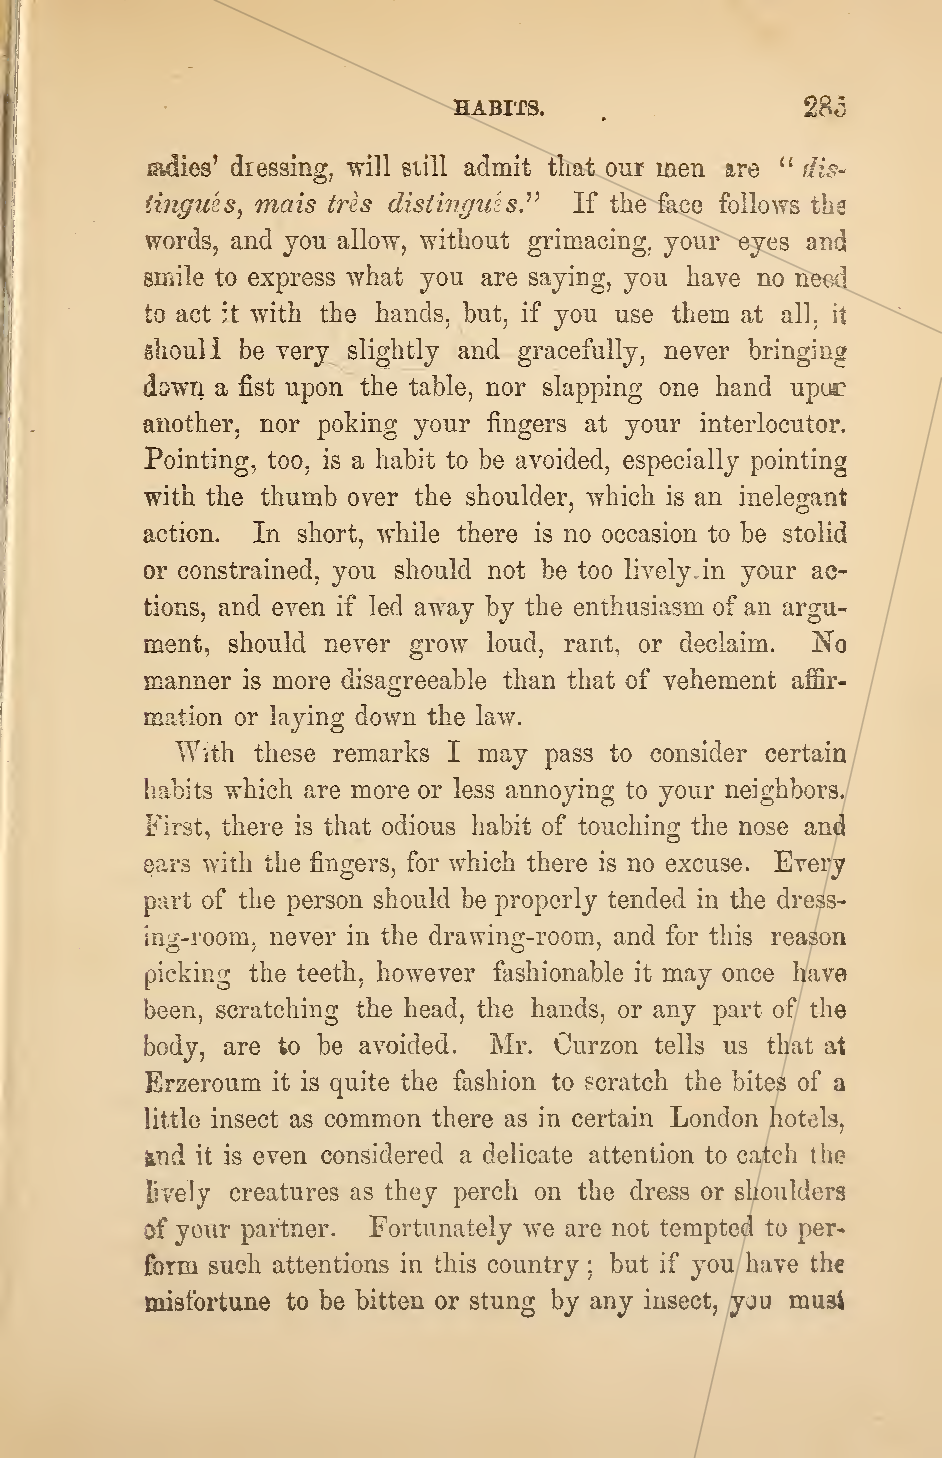 HABITS. 285
ladies' dressing, will still admit that our men are "dis-
tingués, mais très distingués." If the face follows the
words, and you allow, without grimacing, your eyes and
smile to express what you are saying, you have no need
to act it with the hands, but, if you use them at all, it
should be very slightly and gracefully, never bringing
down a fist upon the table, nor slapping one hand upon
another, nor poking your fingers at your interlocutor.
Pointing, too, is a habit to be avoided, especially pointing
with the thumb over the shoulder, which is an inelegant
action. In short, while there is no occasion to be stolid
or constrained, you should not be too lively in your ac-
tions, and even if led away by the enthusiasm of an argu-
ment, should never grow loud, rant, or declaim. No
manner is more disagreeable than that of vehement affir-
mation or laying down the law.
With these remarks I may pass to consider certain
habits which are more or less annoying to your neighbors.
First, there is that odious habit of touching the nose and
ears with the fingers, for which there is no excuse. Every
part of the person should be properly tended in the dress-
ing-room, never in the drawing-room, and for this reason
picking the teeth, however fashionable it may once have
been, scratching the head, the hands, or any part of the
body, are to be avoided. Mr. Curzon tells us that at
Erzeroum it is quite the fashion to scratch the bites of a
little insect as common there as in certain London hotels,
and it is even considered a delicate attention to catch the
lively creatures as they perch on the dress or shoulders
of your partner. Fortunately we are not tempted to per-
form such attentions in this country; but if you have the
misfortune to be bitten or stung by any insect, you must